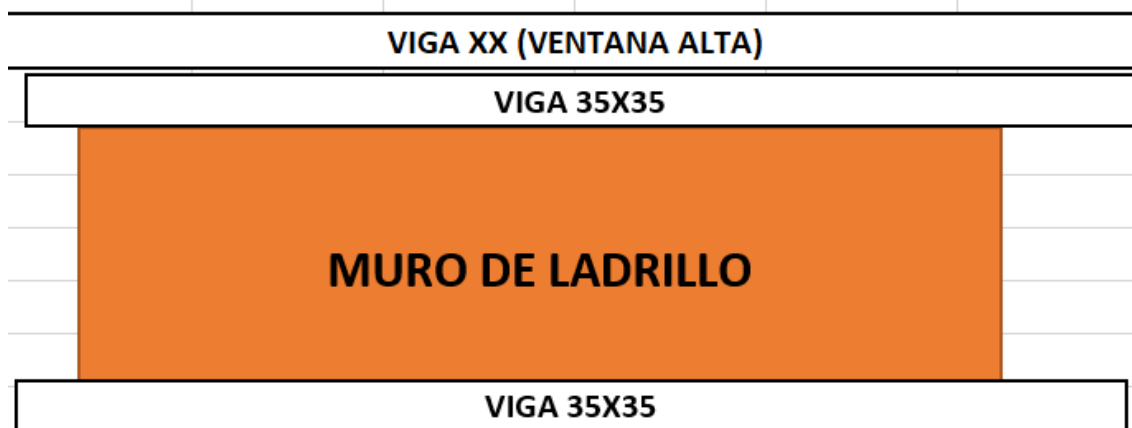 VIGA XX (VENTANA ALTA)
VIGA 35X35
MURO DE LADRILLO
VIGA 35X35